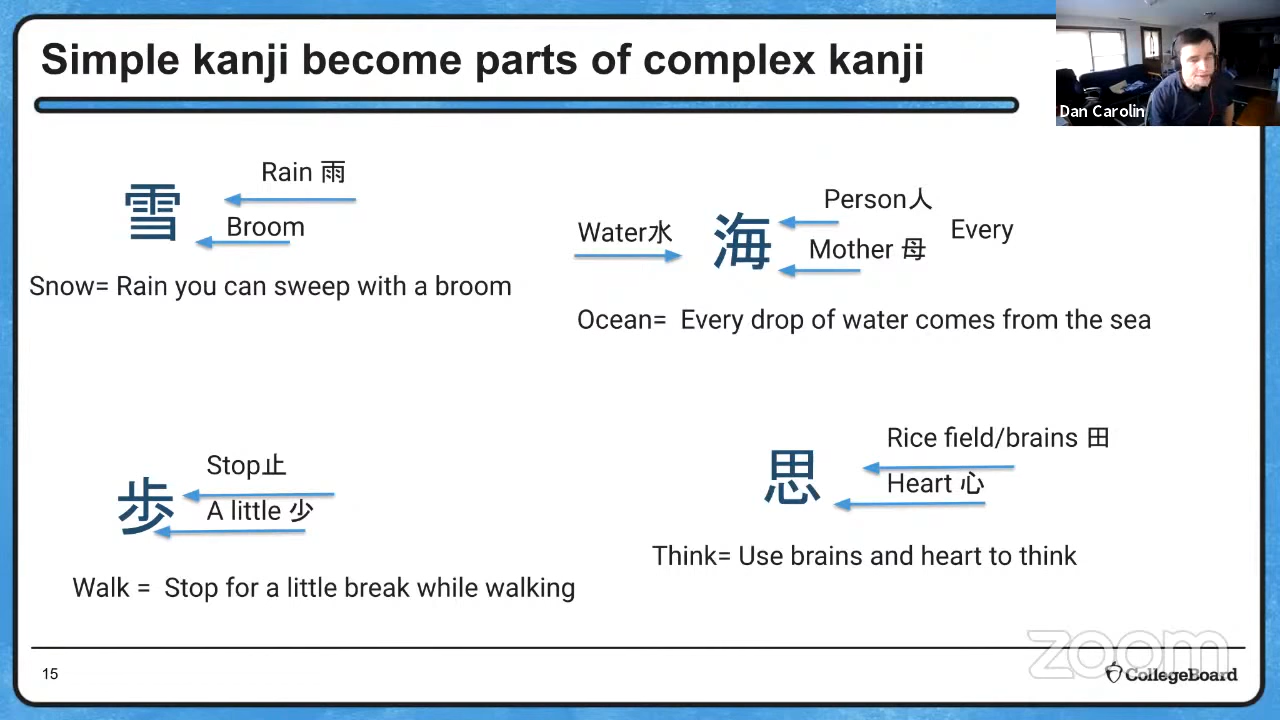 Simple kanji become parts of complex kanji
Dan Carolin
雪
Rain 雨
Broom
Snow= Rain you can sweep with a broom
Water水
海
Person人
Mother 母
Every
Ocean= Every drop of water comes from the sea
歩
Stop止
A little 少
Walk = Stop for a little break while walking
思
Rice field/brains 田
Heart 心
Think= Use brains and heart to think
15
zoom
CollegeBoard